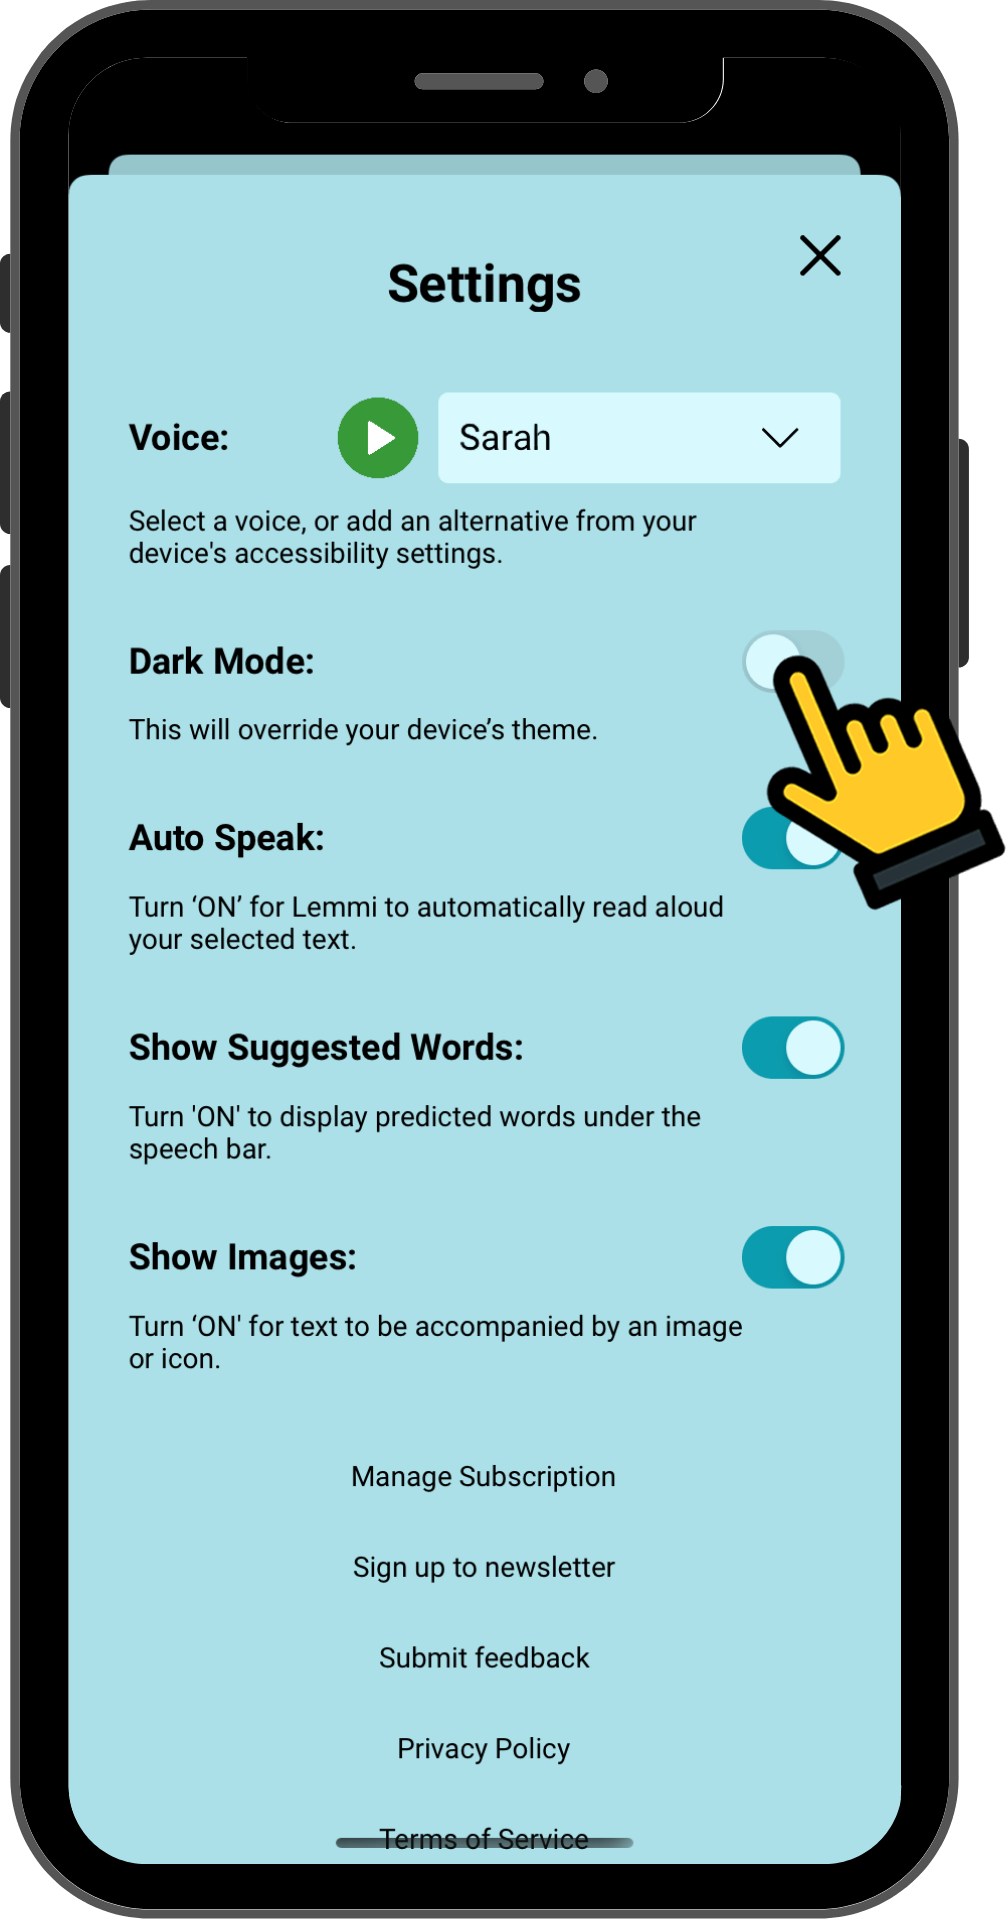 Settings
Voice:
Sarah
Select a voice, or add an alternative from your
device's accessibility settings.
Dark Mode:
This will override your device’s theme.
Auto Speak:
Turn ‘ON’ for Lemmi to automatically read aloud
your selected text.
Show Suggested Words:
Turn 'ON' to display predicted words under the
speech bar.
Show Images:
Turn ‘ON' for text to be accompanied by an image
or icon.
Manage Subscription
Sign up to newsletter
Submit feedback
Privacy Policy
Terms of Service